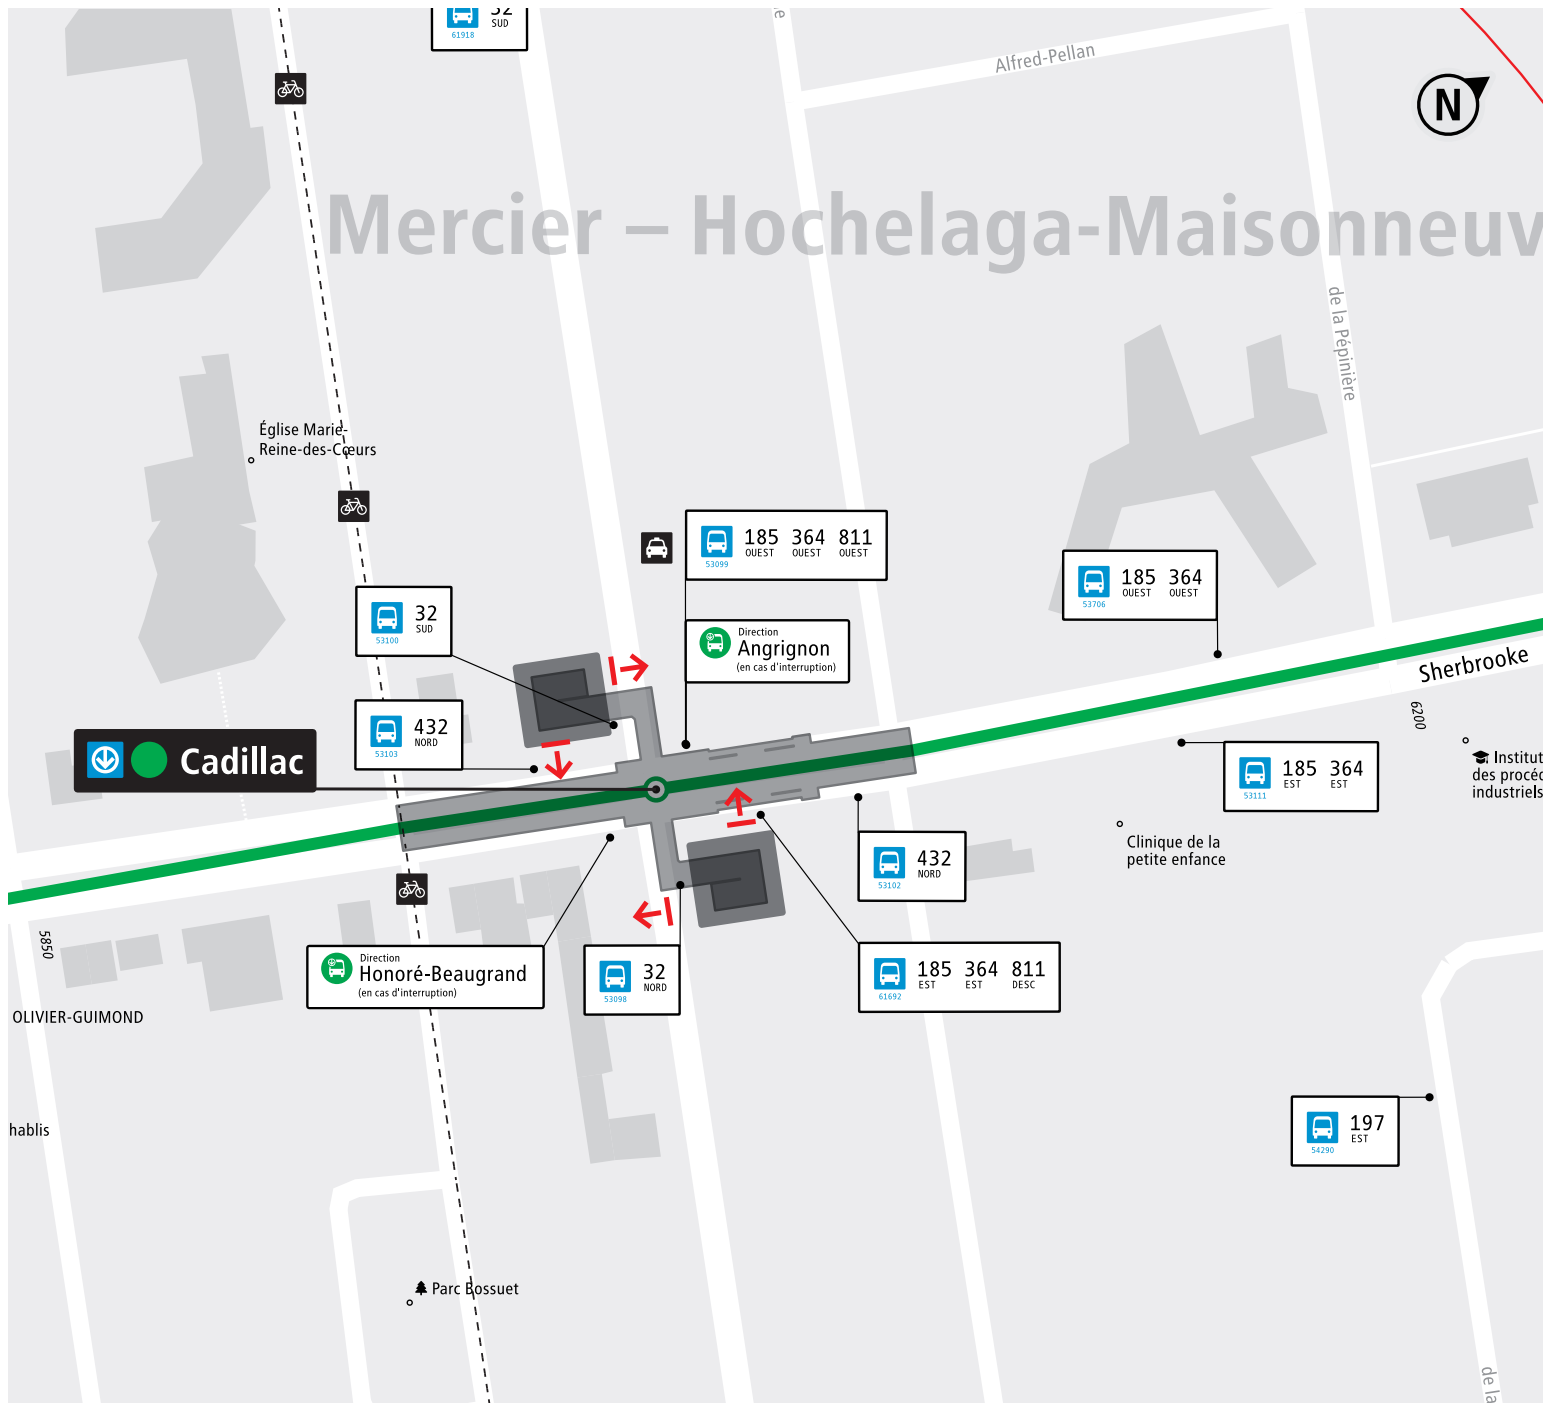 32
SUD
61918
Alfred-Pellan
N
Mercier – Hochelaga-Maisonneuv
de la Pépinière
Église Marie-
Reine-des-Cœurs
185 364 811
OUEST OUEST OUEST
53099
185 364
OUEST OUEST
53706
32
SUD
53100
Direction
Angrignon
(en cas d'interruption)
Sherbrooke
432
NORD
53103
6200
Cadillac
Institut
des procéd
industriels
185 364
EST EST
53111
Clinique de la
petite enfance
432
NORD
53102
5850
Direction
Honoré-Beaugrand
(en cas d'interruption)
32
NORD
53098
185 364 811
EST EST DESC
61692
OLIVIER-GUIMOND
hablis
197
EST
54290
Parc Bossuet
de la